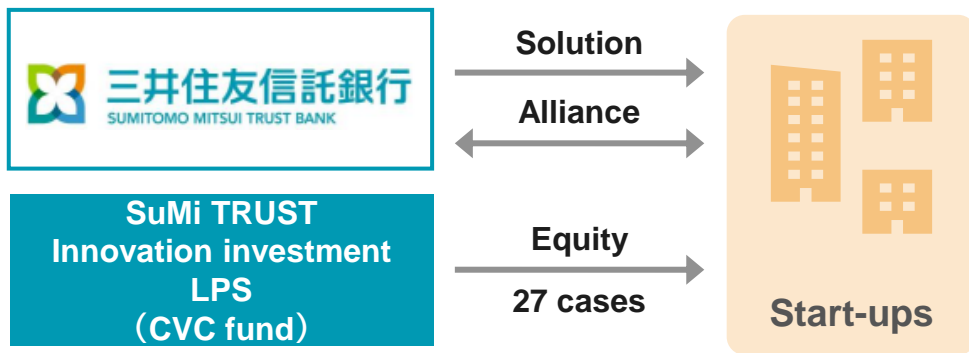 三井住友信託銀行
SUMITOMO MITSUI TRUST BANK
Solution
Alliance
SuMi TRUST
Innovation investment
LPS
（CVC fund）
Equity
27 cases
Start-ups